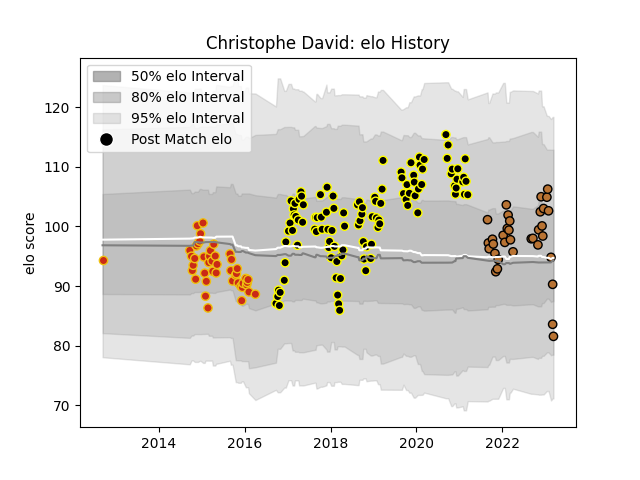 Christophe David: elo History
50% elo Interval
80% elo Interval
95% elo Interval
Post Match elo
elo score
120
110
100
90
80
70
2014
2016
2018
2020
2022